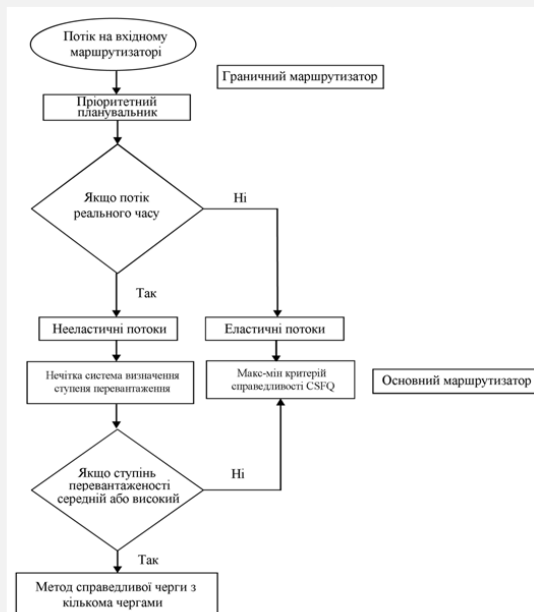 Потік на вхідному
маршрутизаторі
Граничний маршрутизатор
Пріоритетний
планувальник
Якщо потік
реального часу
Ні
Так
Нееластичні потоки
Еластичні потоки
Нечітка система визначення
ступеня перевантаження
Макс-мін критерій
справедливості CSFQ
Основний маршрутизатор
Якщо ступінь
перевантаженості
середній або високий
Ні
Так
Метод справедливої черги з
кількома чергами